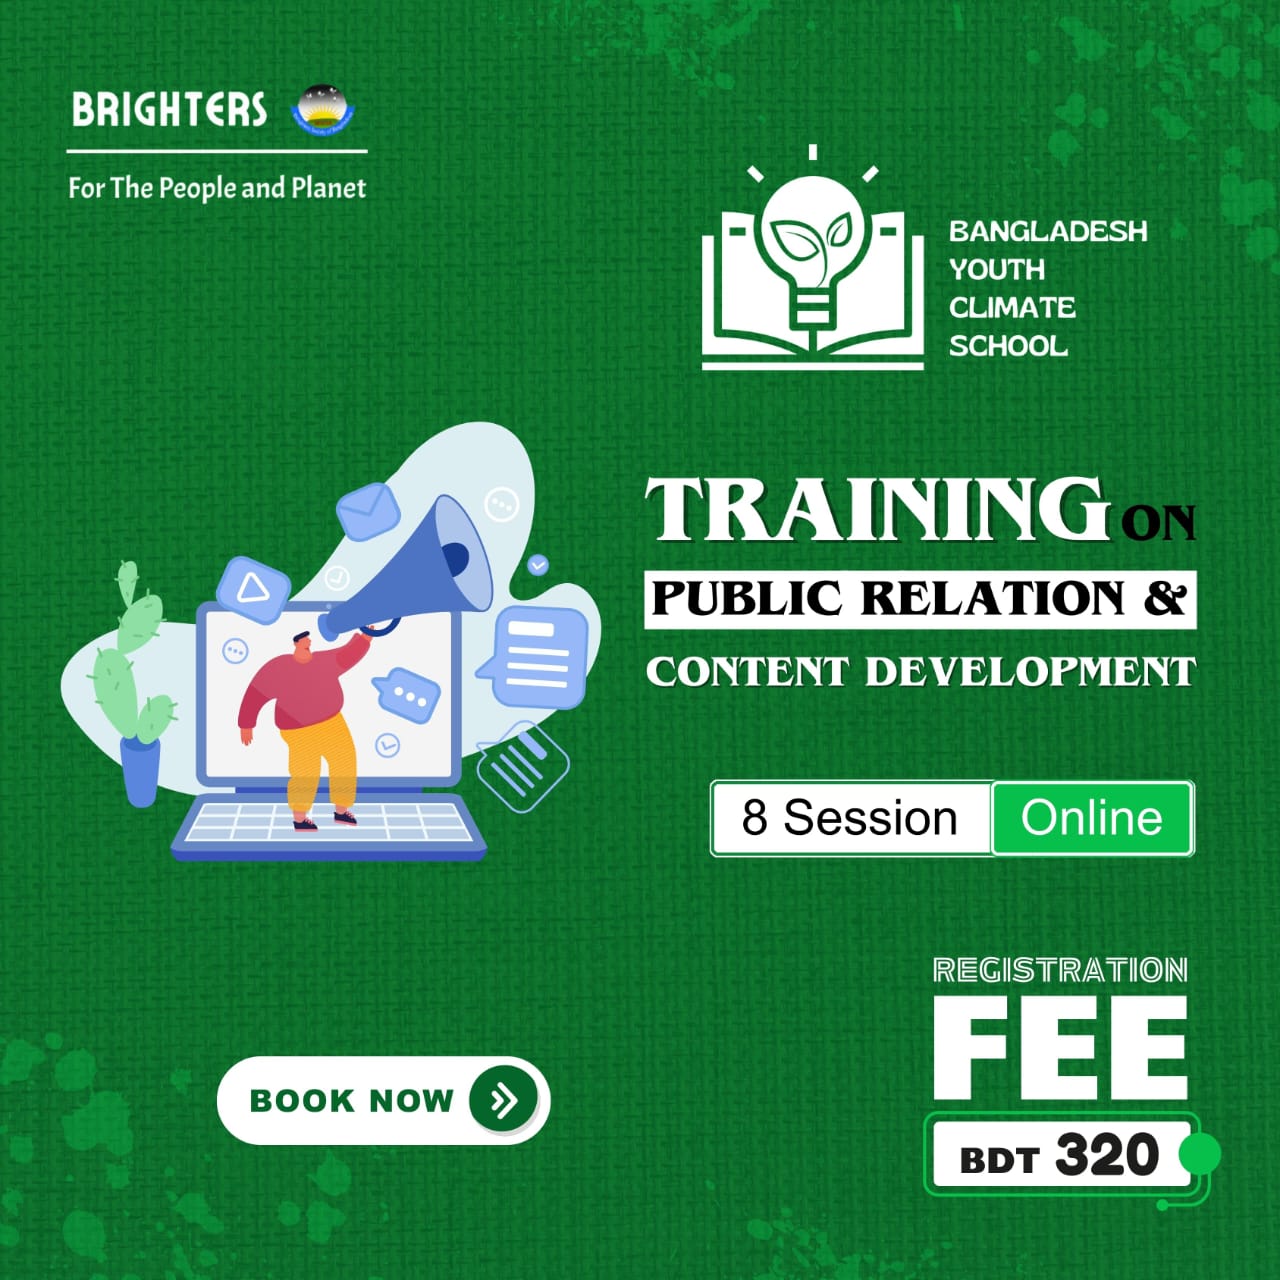 BRIGHTERS
For The People and Planet
BANGLADESH
YOUTH
CLIMATE
SCHOOL
TRAINING ON
PUBLIC RELATION &
CONTENT DEVELOPMENT
8 Session Online
REGISTRATION
FEE
BDT 320
BOOK NOW